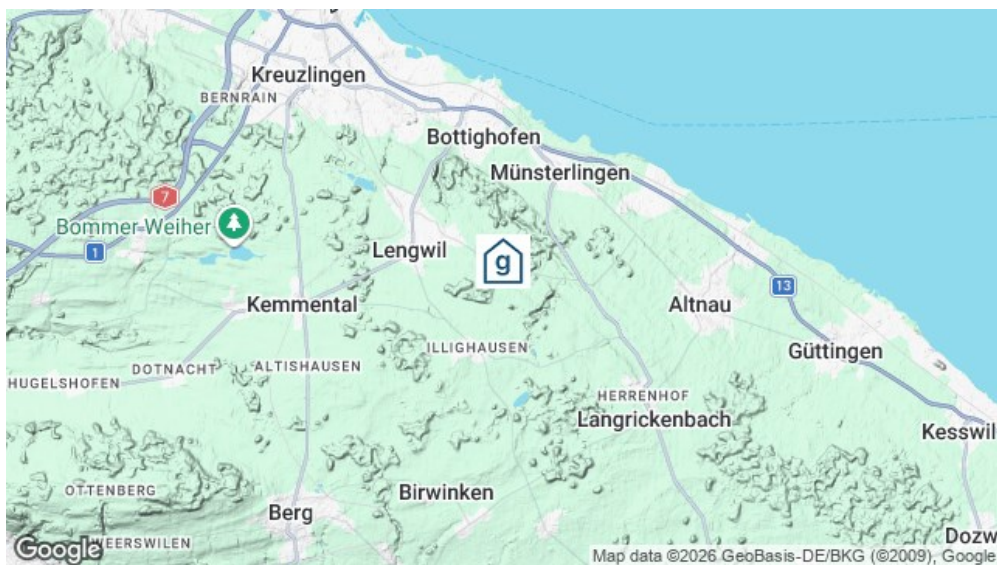 Kreuzlingen
BERNRAIN
Bottighofen
Münsterlingen
7
Bommer Weiher
1
Lengwil
g
Kemmental
13
Altnau
ILLIGHAUSEN
Güttingen
DOTNACHT
ALTISHAUSEN
HUGELSHOFEN
HERRENHOF
Langrickenbach
Kesswil
OTTENBERG
Birwinken
Berg
WEERSWILEN
Dozw
Google
Map data ©2026 GeoBasis-DE/BKG (©2009), Google